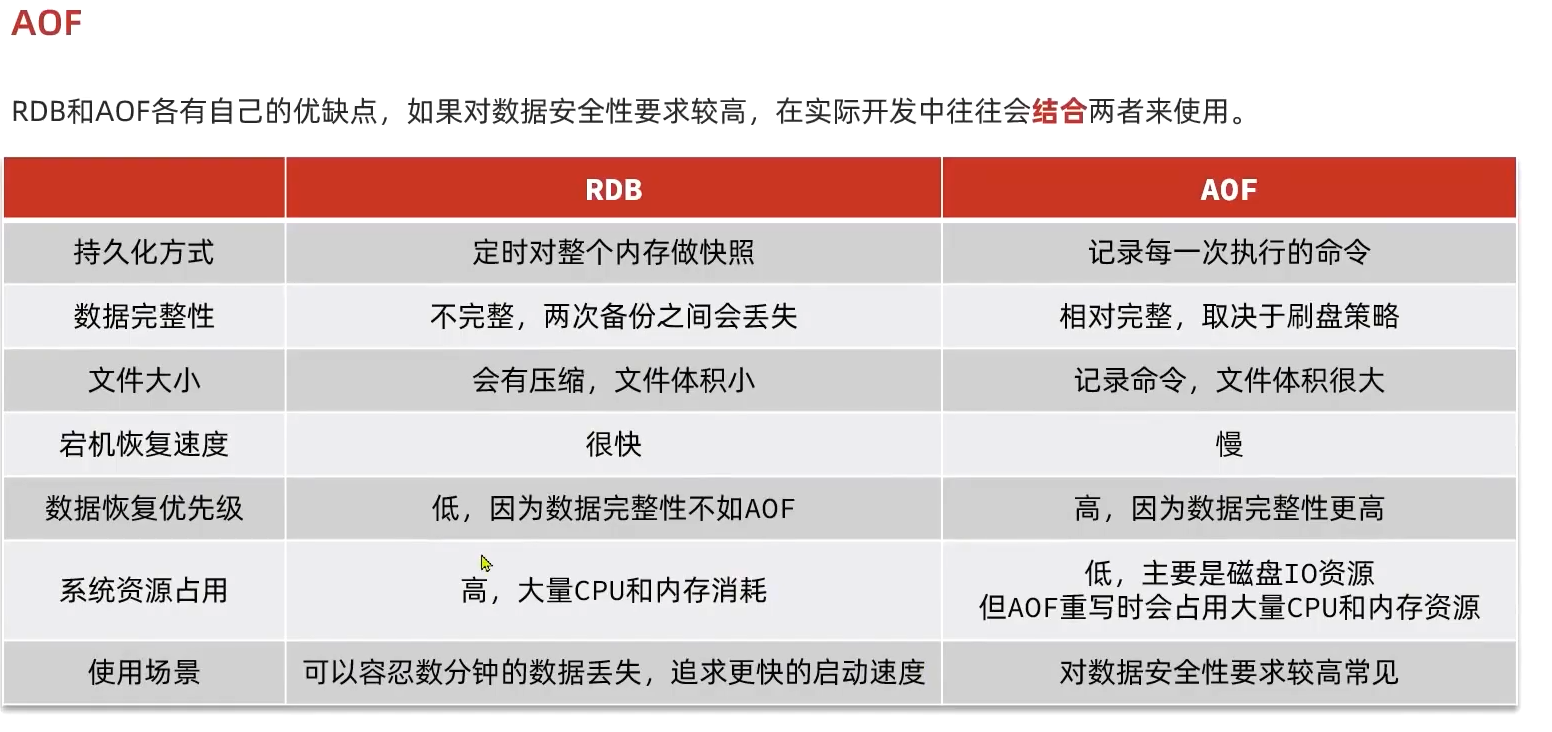 AOF
RDB和AOF各有自己的优缺点，如果对数据安全性要求较高，在实际开发中往往会结合两者来使用。
RDB AOF
持久化方式 定时对整个内存做快照 记录每一次执行的命令
数据完整性 不完整，两次备份之间会丢失 相对完整，取决于刷盘策略
文件大小 会有压缩，文件体积小 记录命令，文件体积很大
宕机恢复速度 很快 慢
数据恢复优先级 低，因为数据完整性不如AOF 高，因为数据完整性更高
系统资源占用 高，大量CPU和内存消耗 低，主要是磁盘IO资源
但AOF重写时会占用大量CPU和内存资源
使用场景 可以容忍数分钟的数据丢失，追求更快的启动速度 对数据安全性要求较高常见